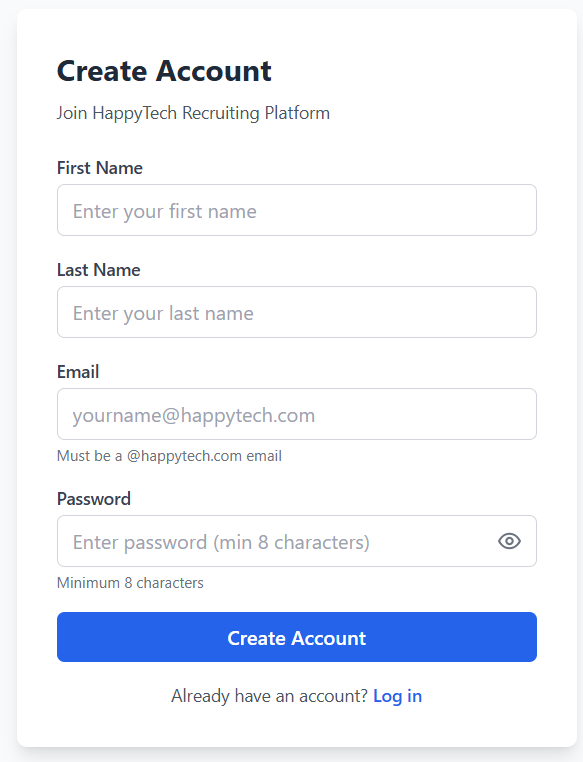 Create Account
Join HappyTech Recruiting Platform
First Name
Enter your first name
Last Name
Enter your last name
Email
yourname@happytech.com
Must be a @happytech.com email
Password
Enter password (min 8 characters)
Minimum 8 characters
Create Account
Already have an account? Log in